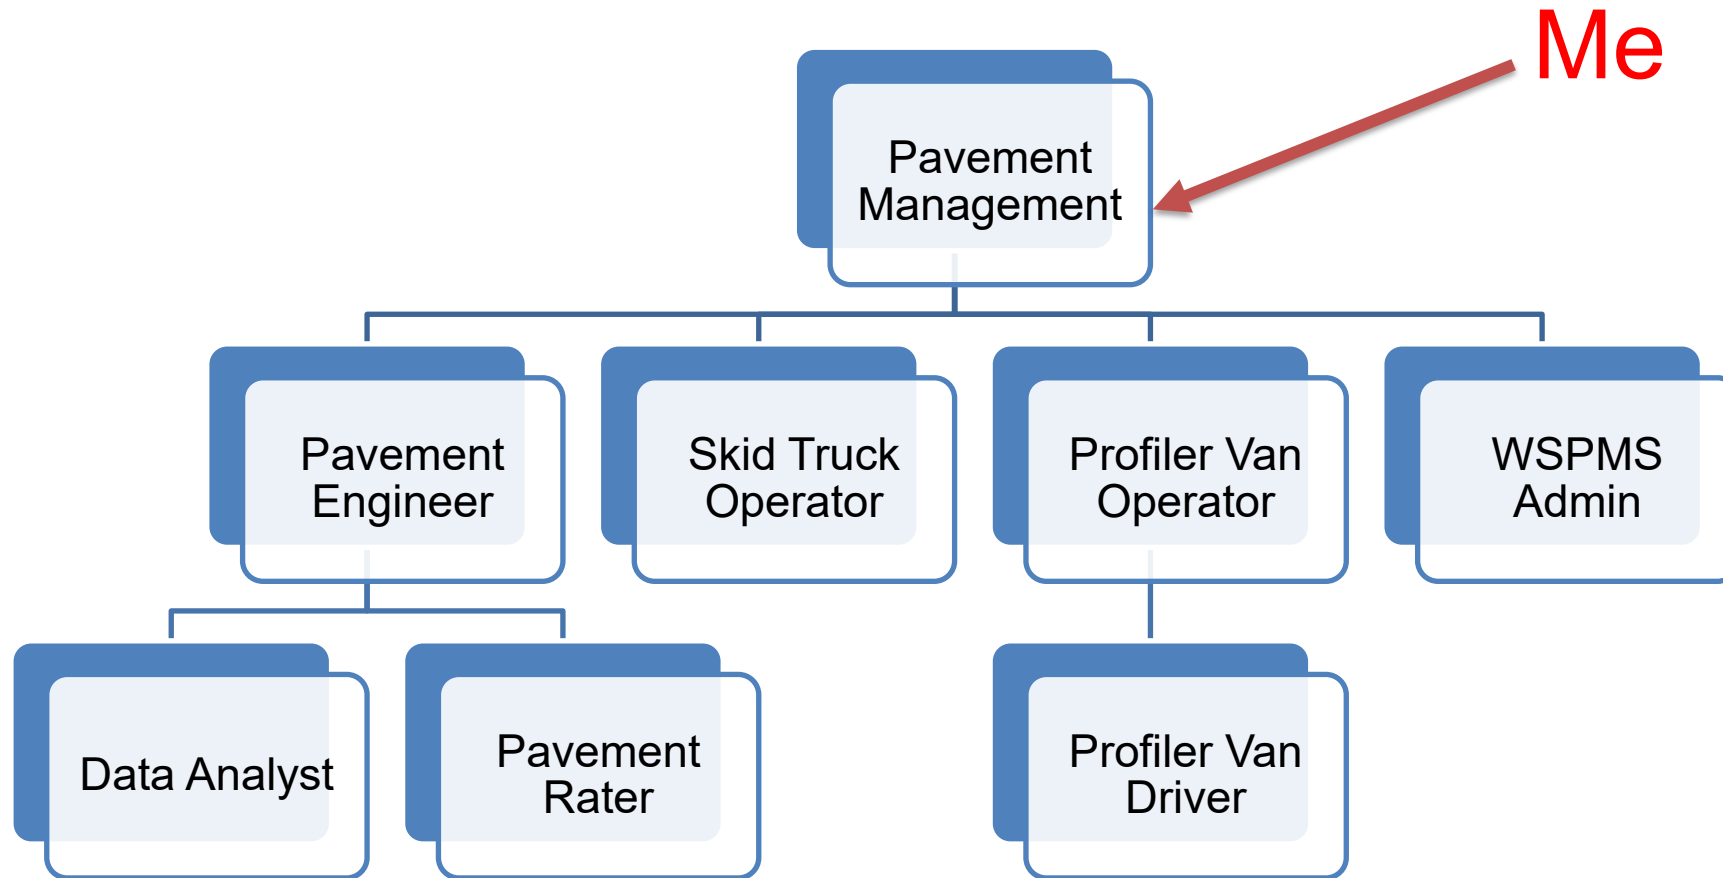 Me
Pavement
Management
Pavement
Engineer
Skid Truck
Operator
Profiler Van
Operator
WSPMS
Admin
Data Analyst
Pavement
Rater
Profiler Van
Driver